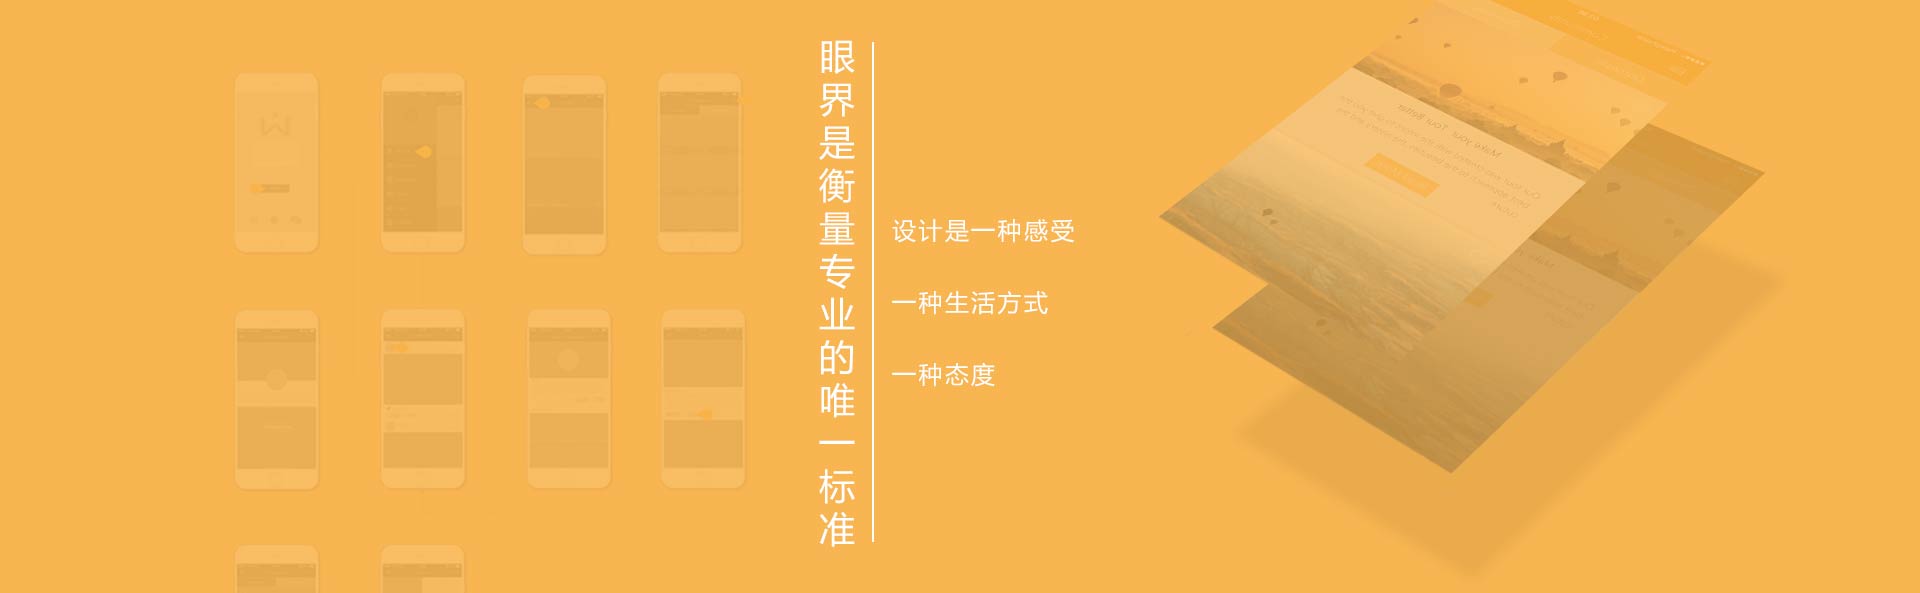 眼界是衡量专业的唯一标准
设计是一种感受
一种生活方式
一种态度
Make your Tour Better